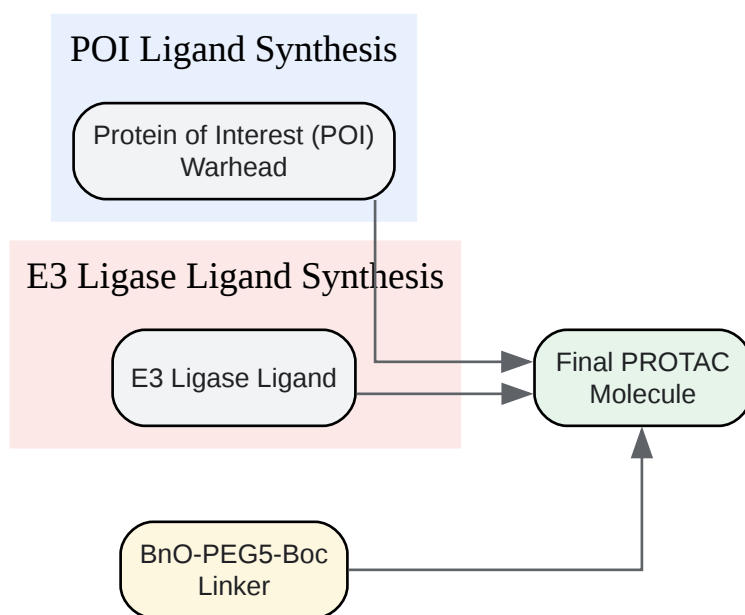 POI Ligand Synthesis
Protein of Interest (POI)
Warhead
E3 Ligase Ligand Synthesis
E3 Ligase Ligand
Final PROTAC
Molecule
BnO-PEG5-Boc
Linker